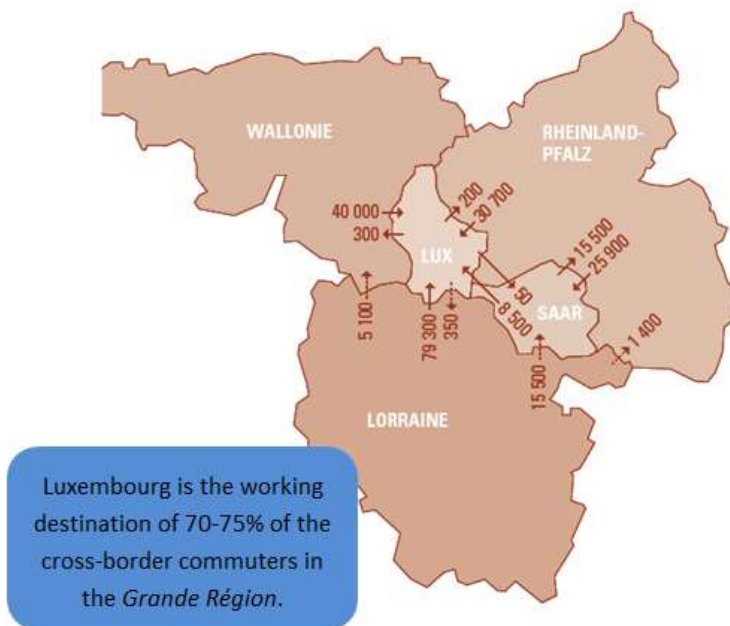 WALLONIE
RHEINLAND-
PFALZ
200
30 700
40 000
300
LUX
15 500
25 900
50
8 500
SAAR
5 100
79 300
350
15 500
1 400
LORRAINE
Luxembourg is the working
destination of 70-75% of the
cross-border commuters in
the Grande Région.